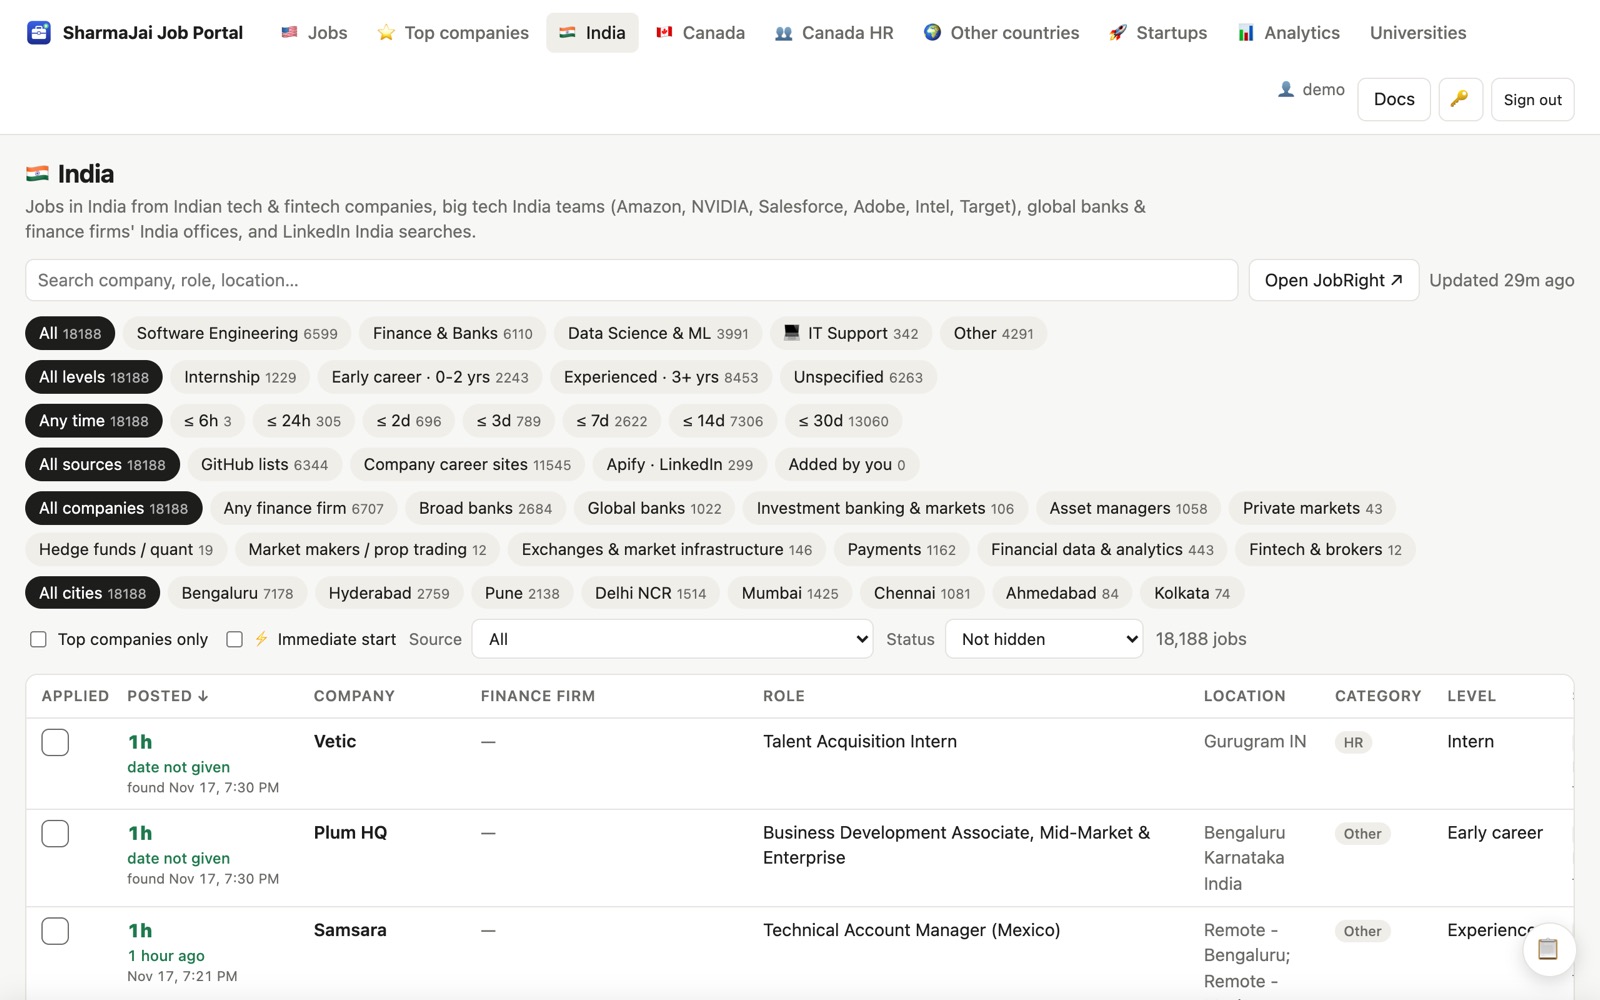 SharmaJai Job Portal
Jobs
Top companies
India
Canada
Canada HR
Other countries
Startups
Analytics
Universities
demo
Docs
Sign out
India
Jobs in India from Indian tech & fintech companies, big tech India teams (Amazon, NVIDIA, Salesforce, Adobe, Intel, Target), global banks &
finance firms' India offices, and LinkedIn India searches.
Search company, role, location...
Open JobRight ↗
Updated 29m ago
All 18188
Software Engineering 6599
Finance & Banks 6110
Data Science & ML 3991
IT Support 342
Other 4291
All levels 18188
Internship 1229
Early career · 0-2 yrs 2243
Experienced · 3+ yrs 8453
Unspecified 6263
Any time 18188
≤ 6h 3
≤ 24h 305
≤ 2d 696
≤ 3d 789
≤ 7d 2622
≤ 14d 7306
≤ 30d 13060
All sources 18188
GitHub lists 6344
Company career sites 11545
Apify · LinkedIn 299
Added by you 0
All companies 18188
Any finance firm 6707
Broad banks 2684
Global banks 1022
Investment banking & markets 106
Asset managers 1058
Private markets 43
Hedge funds / quant 19
Market makers / prop trading 12
Exchanges & market infrastructure 146
Payments 1162
Financial data & analytics 443
Fintech & brokers 12
All cities 18188
Bengaluru 7178
Hyderabad 2759
Pune 2138
Delhi NCR 1514
Mumbai 1425
Chennai 1081
Ahmedabad 84
Kolkata 74
Top companies only
⚡ Immediate start
Source
All
Status
Not hidden
18,188 jobs
APPLIED
POSTED ↓
COMPANY
FINANCE FIRM
ROLE
LOCATION
CATEGORY
LEVEL
1h
date not given
found Nov 17, 7:30 PM
Vetic
—
Talent Acquisition Intern
Gurugram IN
HR
Intern
1h
date not given
found Nov 17, 7:30 PM
Plum HQ
—
Business Development Associate, Mid-Market &
Enterprise
Bengaluru
Karnataka
India
Other
Early career
1h
1 hour ago
Nov 17, 7:21 PM
Samsara
—
Technical Account Manager (Mexico)
Remote -
Bengaluru;
Remote -
Other